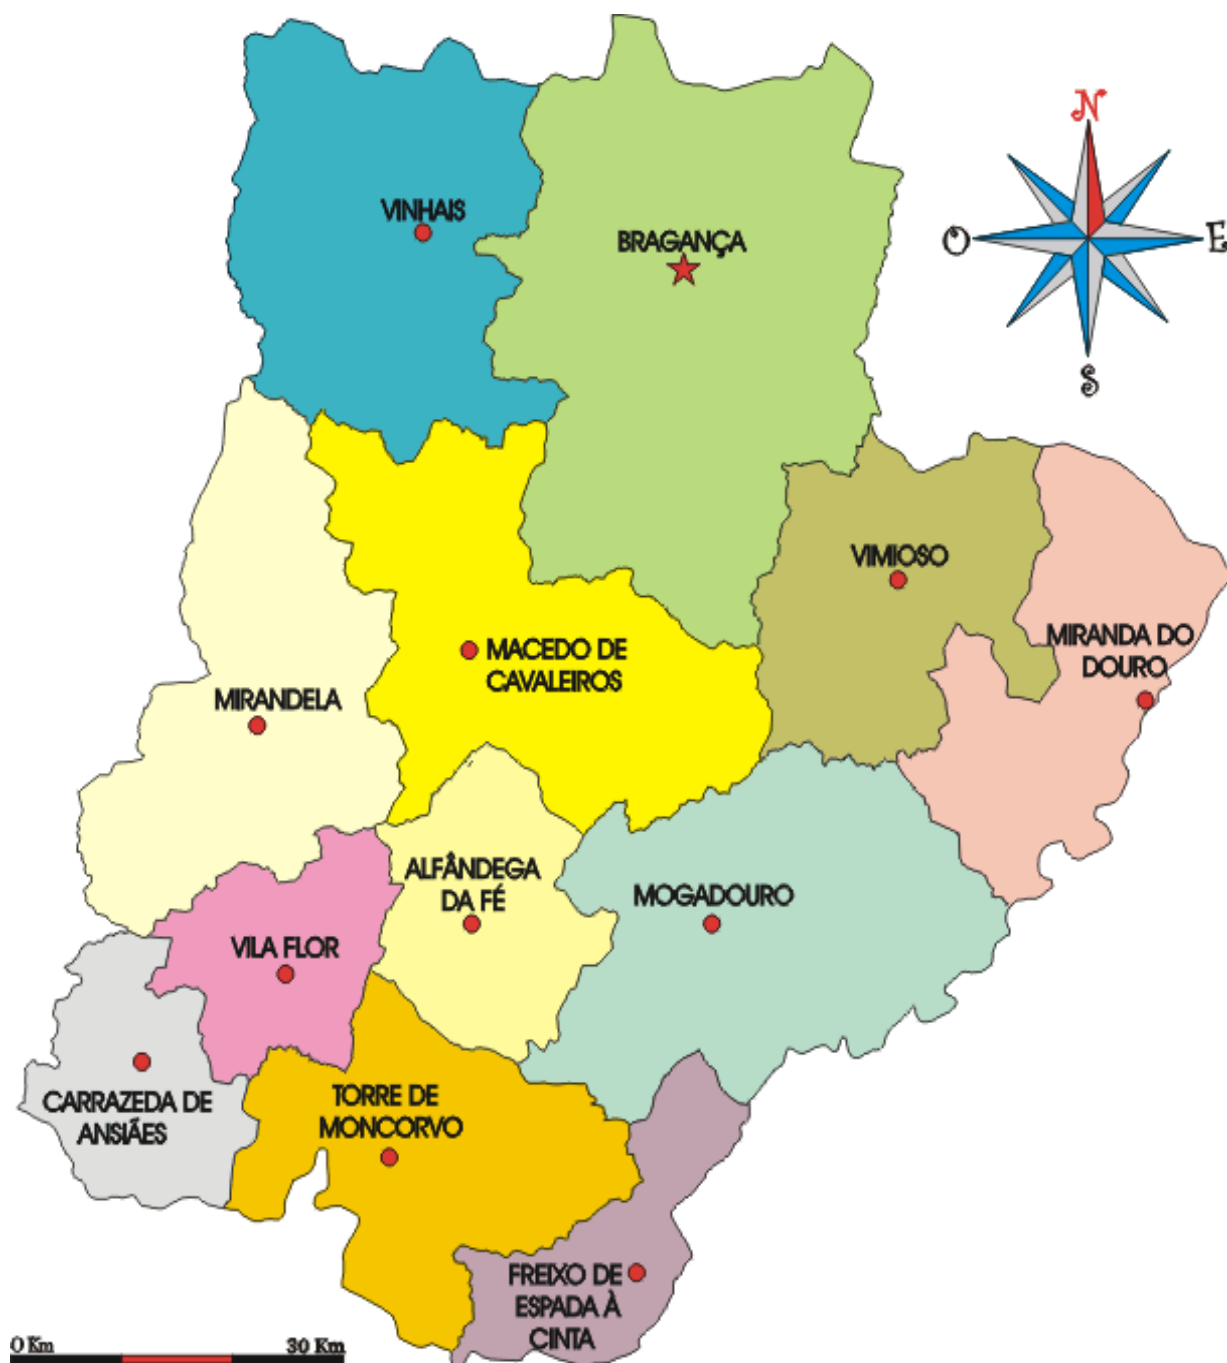 N
VINHAIS
BRAGANÇA
O
E
S
VIMIOSO
MIRANDA DO
DOURO
MACEDO DE
CAVALEIROS
MIRANDELA
ALFÂNDEGA
DA FÉ
MOGADOURO
VILA FLOR
CARRAZEDA DE
ANSIÃES
TORRE DE
MONCORVO
FREIXO DE
ESPADA À
CINTA
0 Km
30 Km